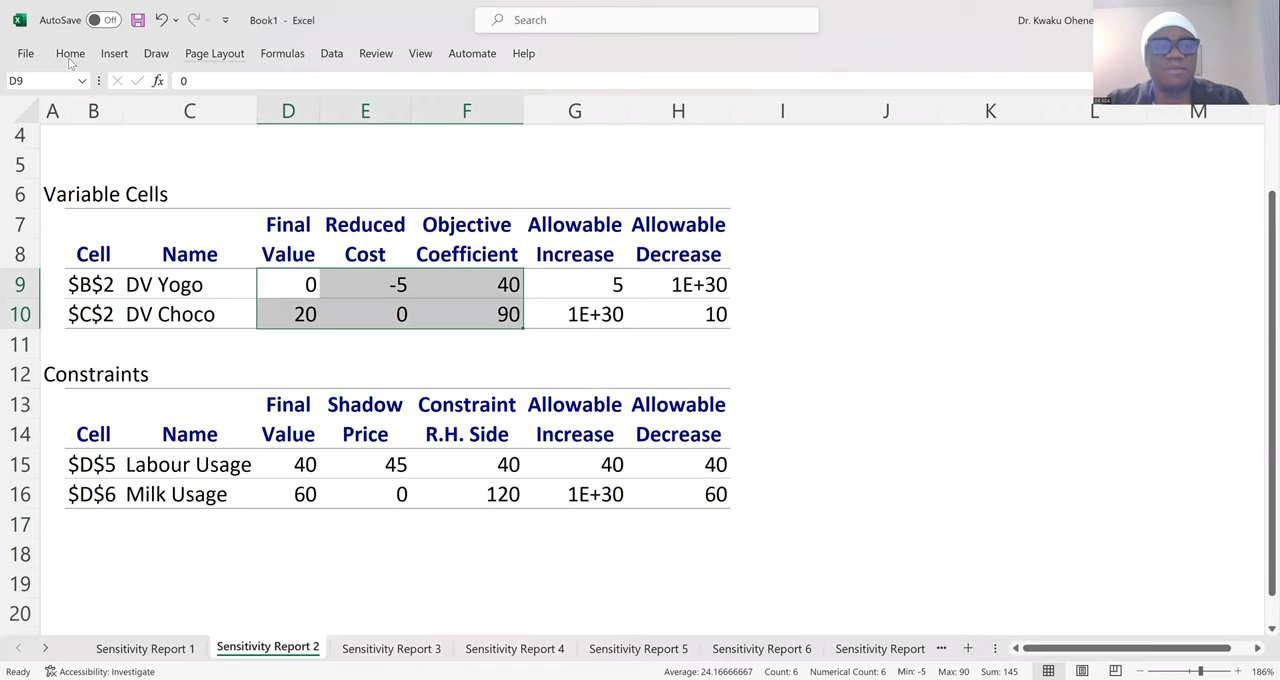 AutoSave Off Book1 - Excel Search Dr. Kwaku Ohene
File Home Insert Draw Page Layout Formulas Data Review View Automate Help
D9 fx 0
A B C D E F G H I J K L M
4
5
6 Variable Cells
7 Final Reduced Objective Allowable Allowable
8 Cell Name Value Cost Coefficient Increase Decrease
9 $B$2 DV Yogo 0 -5 40 5 1E+30
10 $C$2 DV Choco 20 0 90 1E+30 10
11
12 Constraints
13 Final Shadow Constraint Allowable Allowable
14 Cell Name Value Price R.H. Side Increase Decrease
15 $D$5 Labour Usage 40 45 40 40 40
16 $D$6 Milk Usage 60 0 120 1E+30 60
17
18
19
20
Sensitivity Report 1 Sensitivity Report 2 Sensitivity Report 3 Sensitivity Report 4 Sensitivity Report 5 Sensitivity Report 6 Sensitivity Report ...
Ready Accessibility: Investigate Average: 24.16666667 Count: 6 Numerical Count: 6 Min: -5 Max: 90 Sum: 145 186%